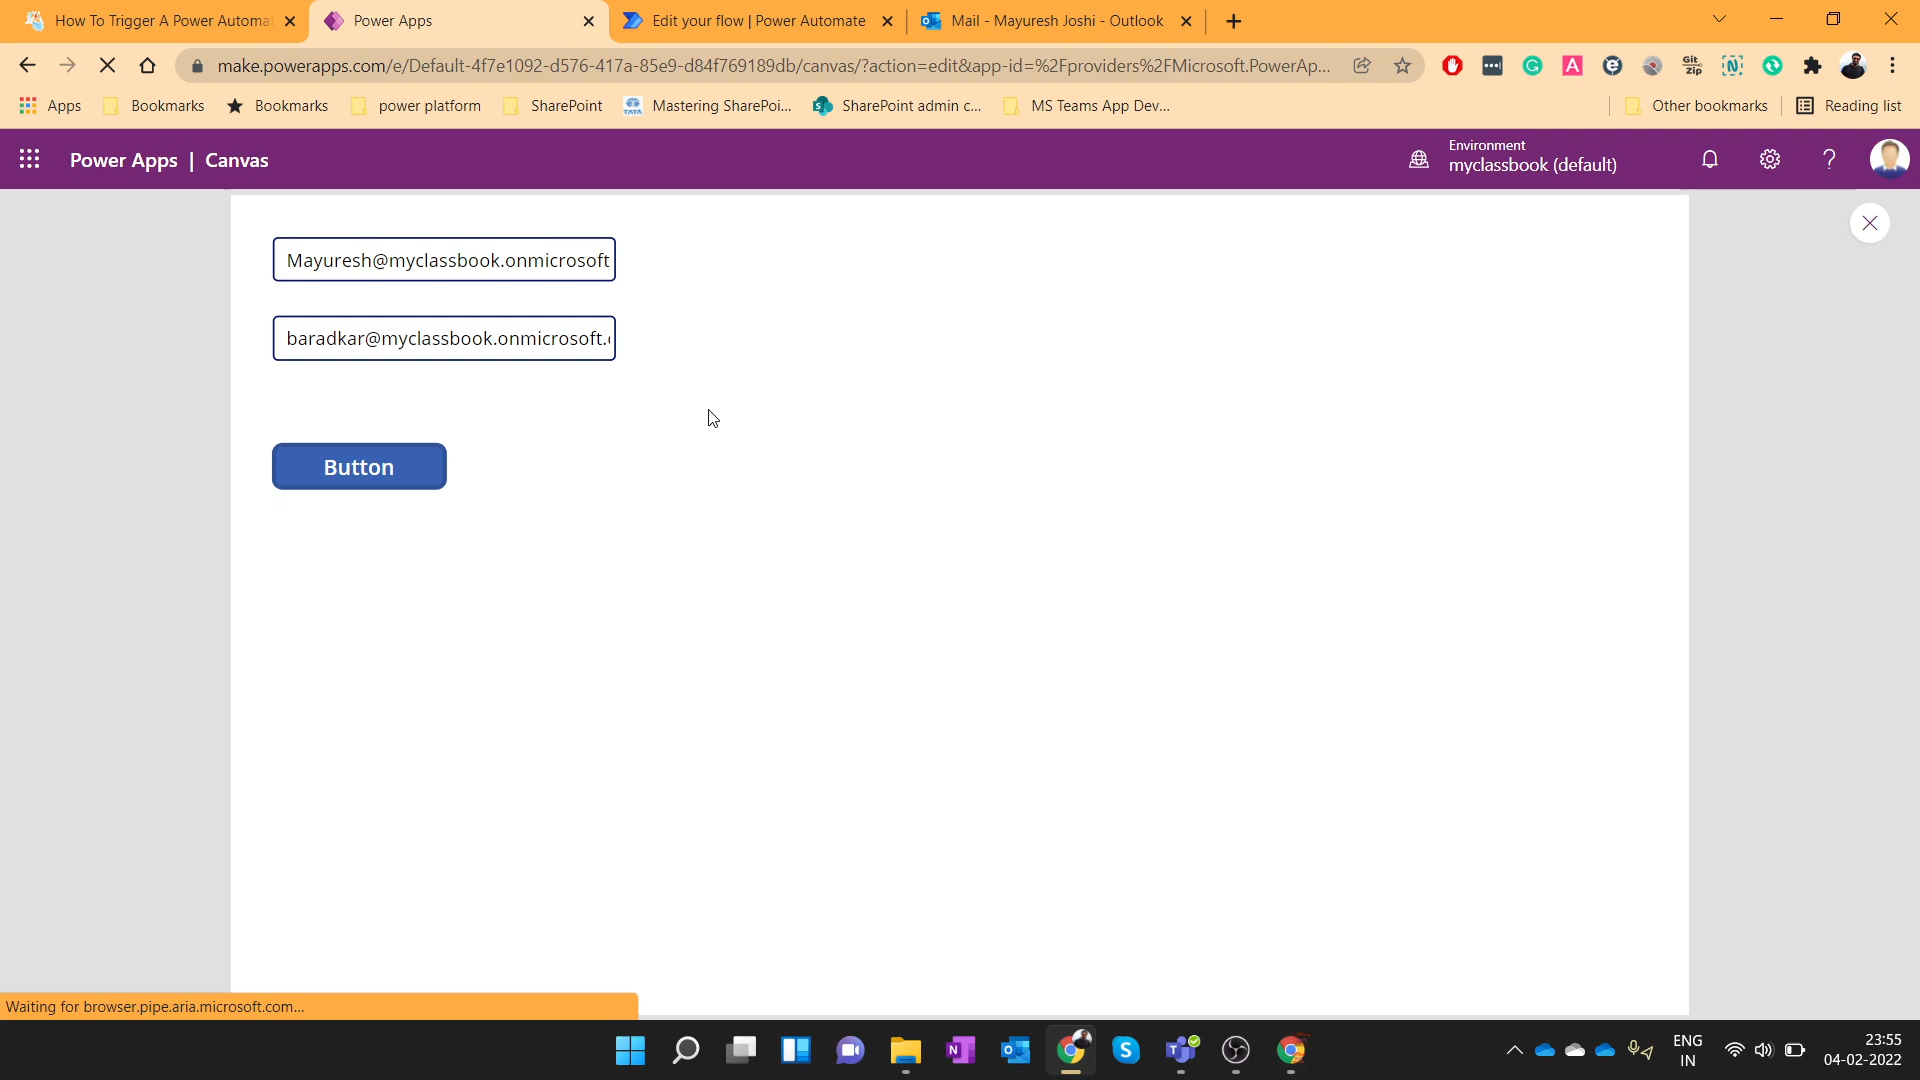 How To Trigger A Power Automa
Power Apps
Edit your flow | Power Automate
Mail - Mayuresh Joshi - Outlook
make.powerapps.com/e/Default-4f7e1092-d576-417a-85e9-d84f769189db/canvas/?action=edit&app-id=%2Fproviders%2FMicrosoft.PowerAp...
Git zip
Apps
Bookmarks
Bookmarks
power platform
SharePoint
TATA
Mastering SharePoi...
SharePoint admin c...
MS Teams App Dev...
Other bookmarks
Reading list
Power Apps | Canvas
Environment
myclassbook (default)
Mayuresh@myclassbook.onmicrosoft
baradkar@myclassbook.onmicrosoft.
Button
Waiting for browser.pipe.aria.microsoft.com...
ENG
IN
23:55
04-02-2022